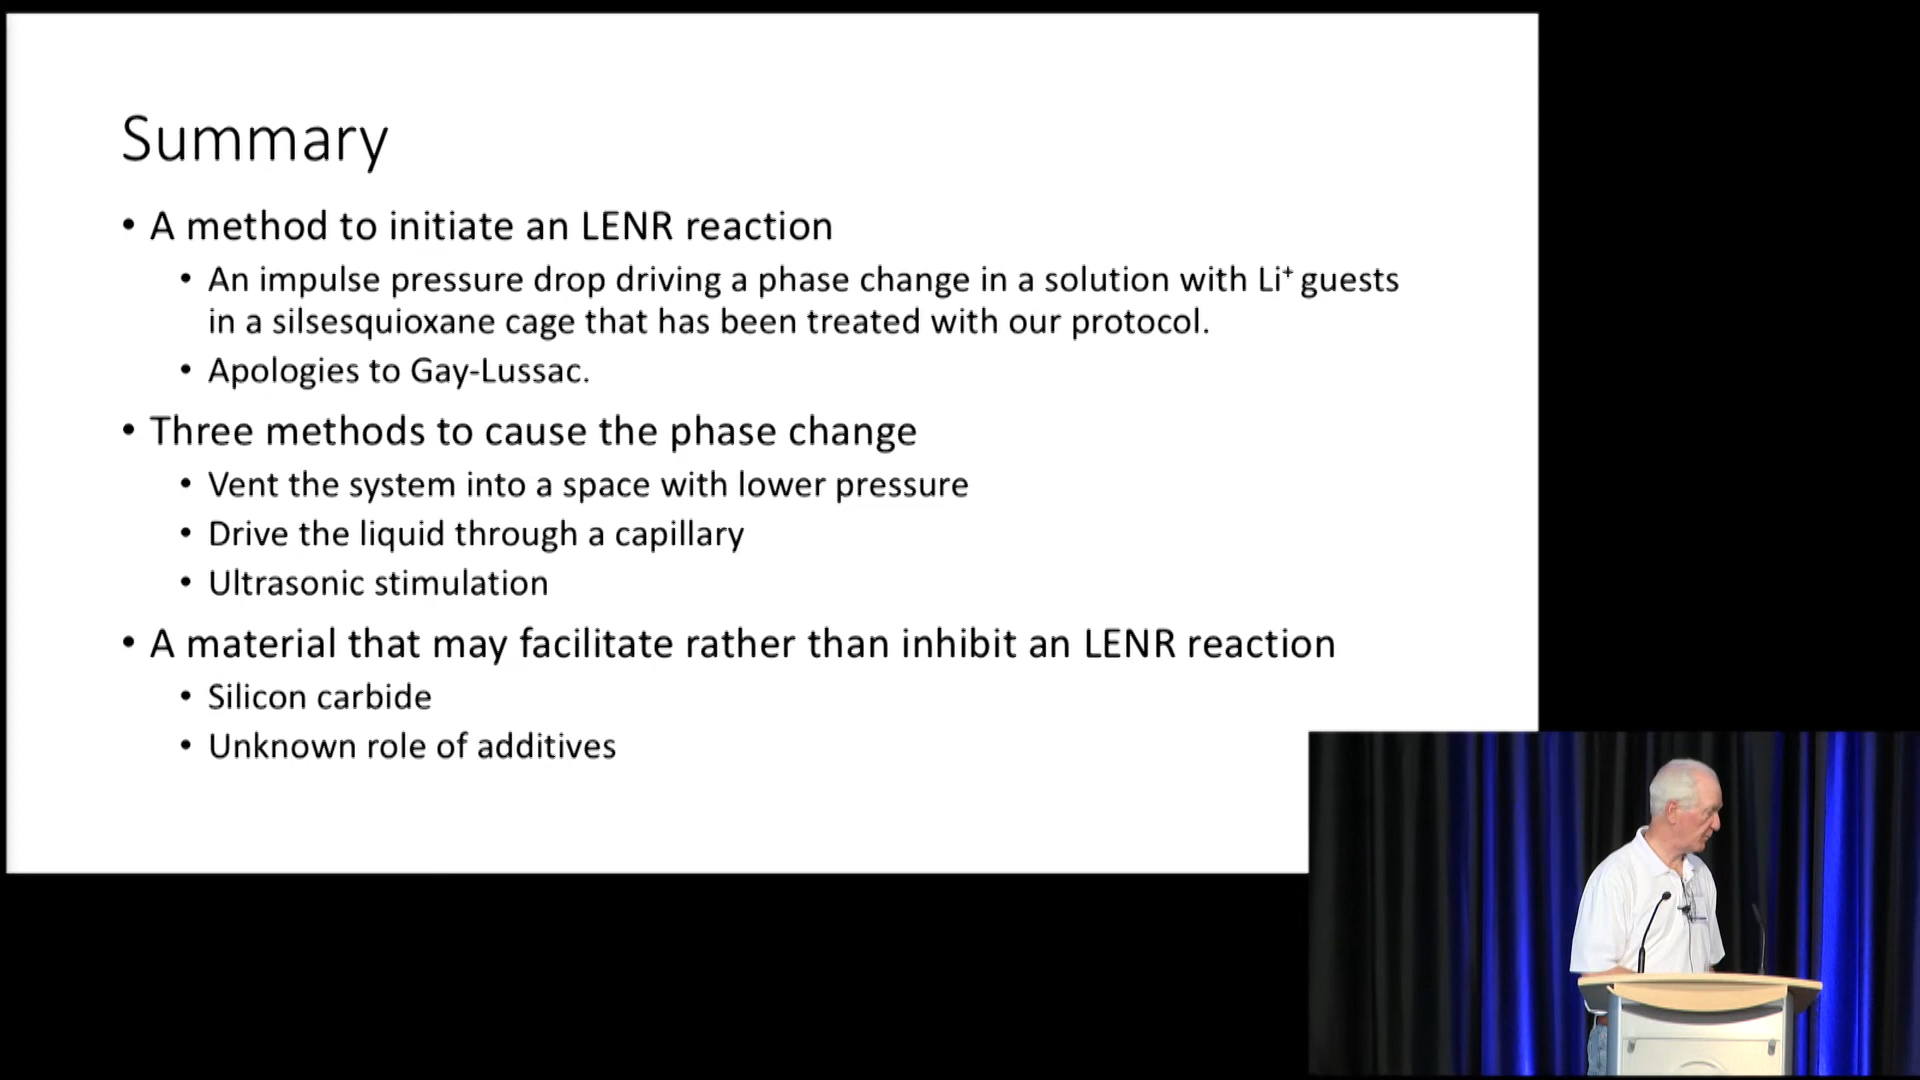 Summary
• A method to initiate an LENR reaction
• An impulse pressure drop driving a phase change in a solution with Li⁺ guests
in a silsesquioxane cage that has been treated with our protocol.
• Apologies to Gay-Lussac.
• Three methods to cause the phase change
• Vent the system into a space with lower pressure
• Drive the liquid through a capillary
• Ultrasonic stimulation
• A material that may facilitate rather than inhibit an LENR reaction
• Silicon carbide
• Unknown role of additives